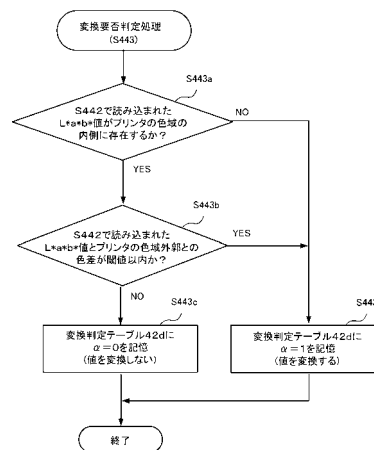 変換要否判定処理
(S443)
S443a
S442で読み込まれた
L*a*b*値がプリンタの色域の
内側に存在するか?
NO
YES
S443b
S442で読み込まれた
L*a*b*値とプリンタの色域外郭との
色差が閾値以内か?
YES
NO
S443c
変換判定テーブル42dに
α=0を記憶
(値を変換しない)
S443
変換判定テーブル42dに
α=1を記憶
(値を変換する)
終了